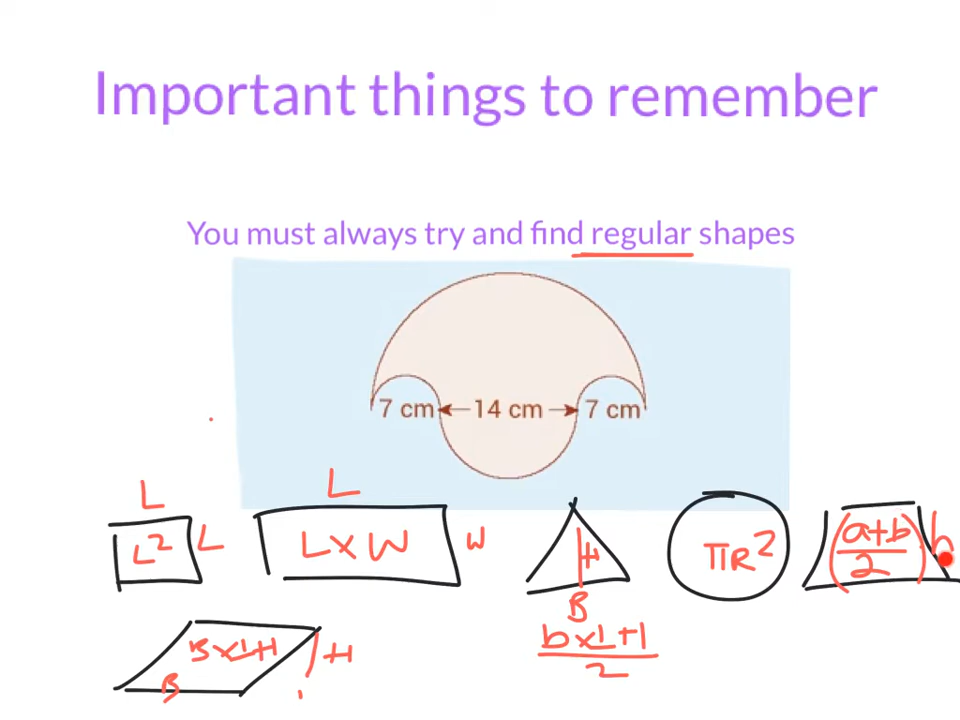 Important things to remember
You must always try and find regular shapes
7 cm 14 cm 7 cm
L
L
L²
L
L
L x W
W
H
B
b x H
2
πR²
(a+b)
2
h
B x H
B
H